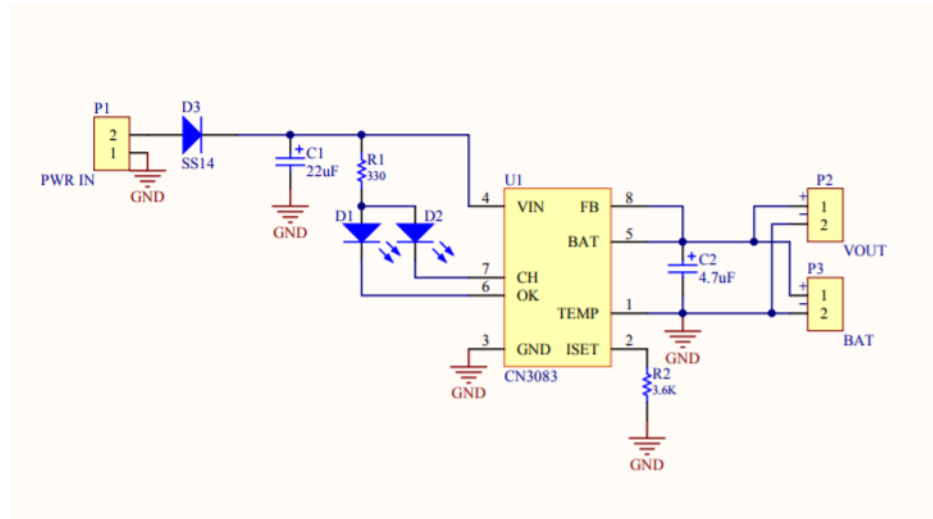 P1
2
1
PWR IN
GND
D3
SS14
+
C1
22uF
GND
R1
330
D1
D2
U1
4
VIN
FB
8
BAT
5
7
CH
6
OK
TEMP
1
3
GND
ISET
2
CN3083
GND
+
C2
4.7uF
GND
R2
3.6K
GND
P2
+
1
−
2
VOUT
P3
+
1
−
2
BAT